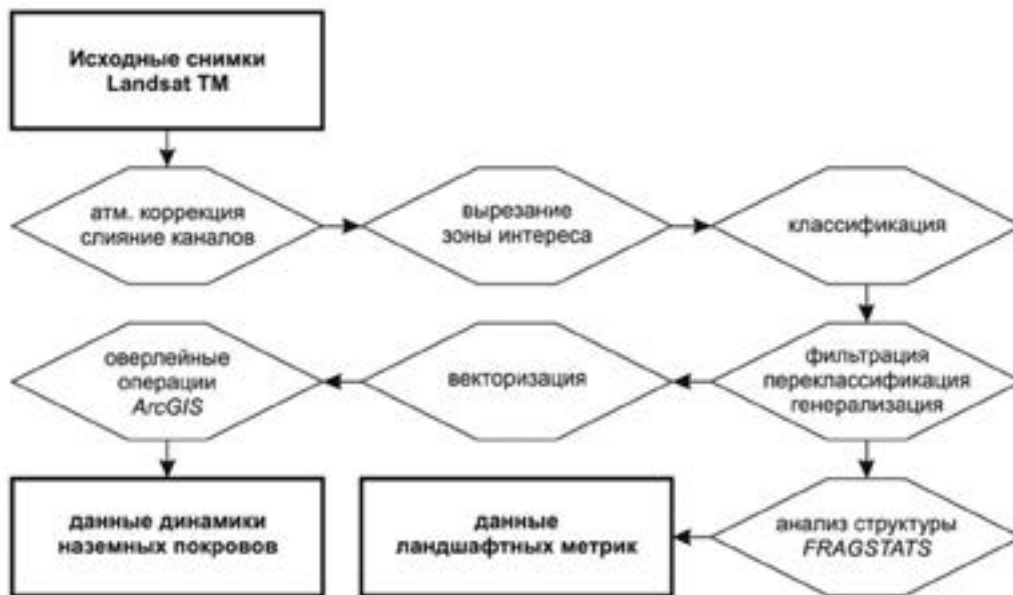 Исходные снимки
Landsat TM
атм. коррекция
слияние каналов
вырезание
зоны интереса
классификация
оверлейные
операции
ArcGIS
векторизация
фильтрация
переклассификация
генерализация
данные динамики
наземных покровов
данные
ландшафтных метрик
анализ структуры
FRAGSTATS